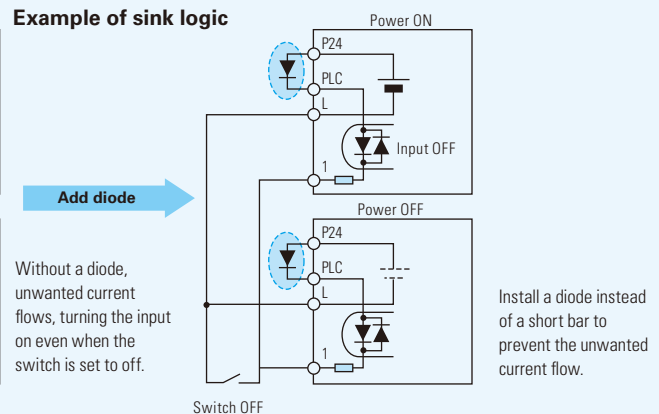 Example of sink logic
Power ON
P24
PLC
L
Input OFF
1
Add diode
Power OFF
P24
PLC
L
1
Without a diode,
unwanted current
flows, turning the input
on even when the
switch is set to off.
Install a diode instead
of a short bar to
prevent the unwanted
current flow.
Switch OFF